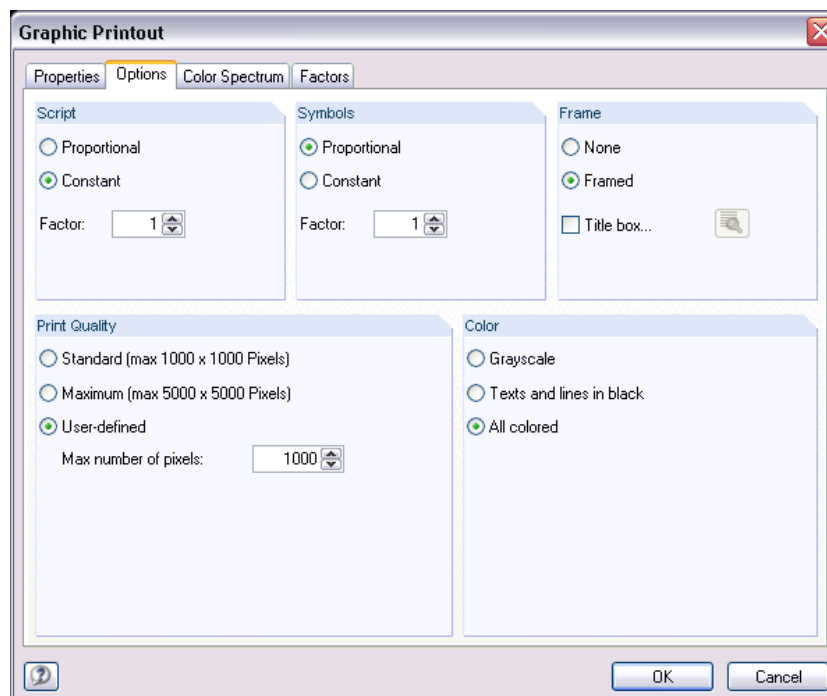 Graphic Printout
Properties Options Color Spectrum Factors
Script
Proportional
Constant
Factor: 1
Symbols
Proportional
Constant
Factor: 1
Frame
None
Framed
Title box...
Print Quality
Standard (max 1000 x 1000 Pixels)
Maximum (max 5000 x 5000 Pixels)
User-defined
Max number of pixels: 1000
Color
Grayscale
Texts and lines in black
All colored
OK Cancel